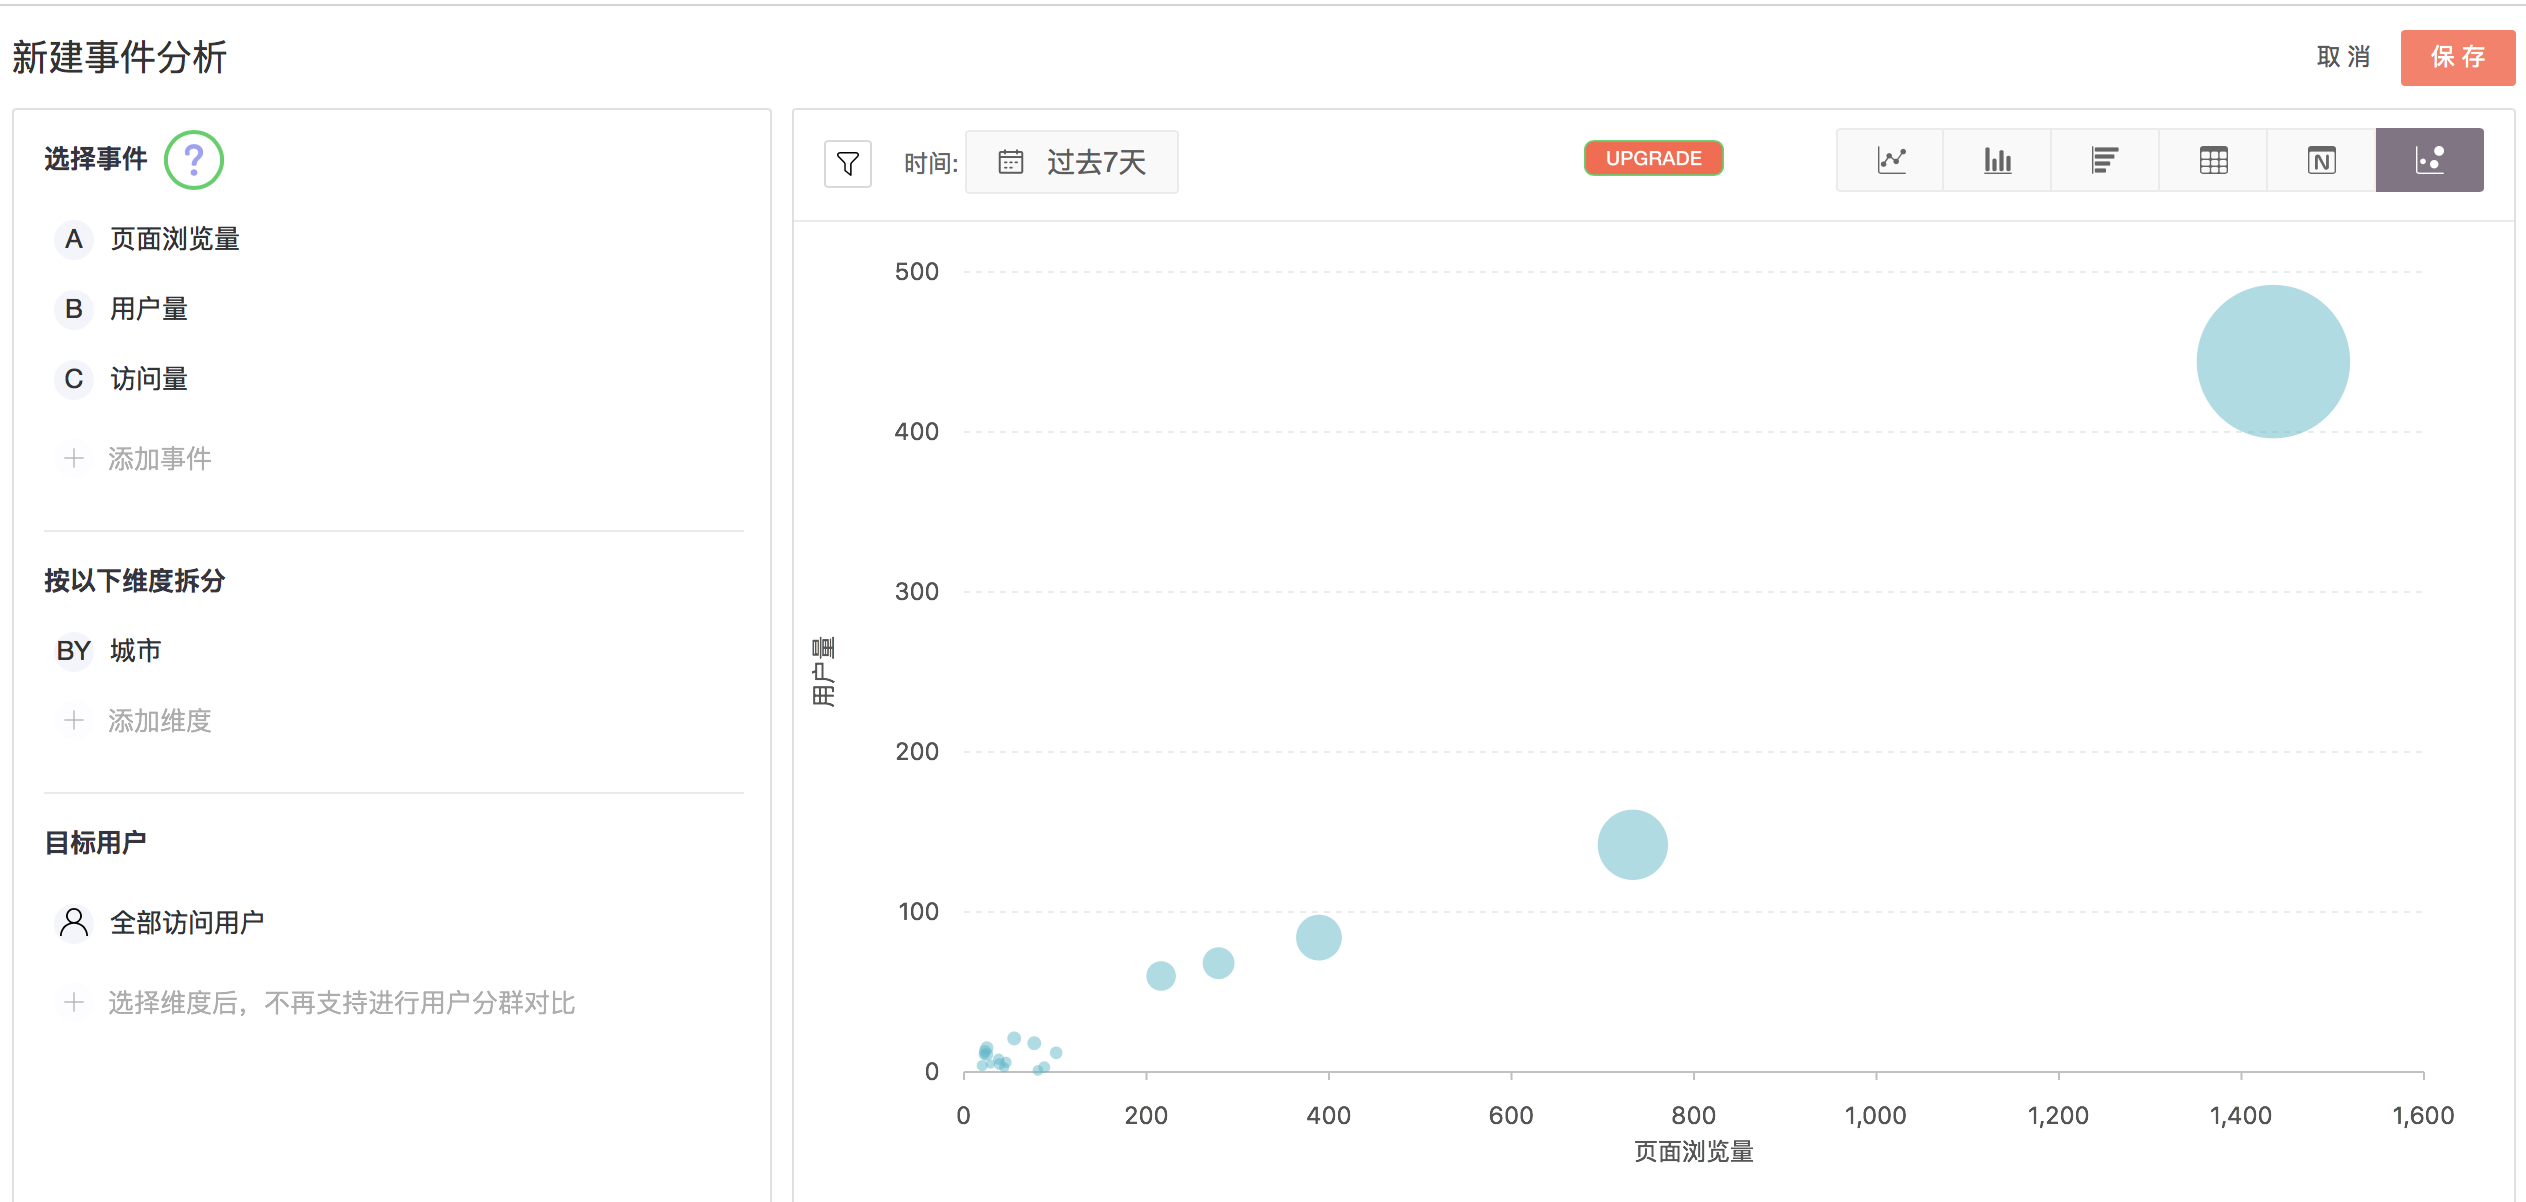 新建事件分析
取 消
保 存
选择事件 ?
A 页面浏览量
B 用户量
C 访问量
+ 添加事件
按以下维度拆分
BY 城市
+ 添加维度
目标用户
全部访问用户
+ 选择维度后，不再支持进行用户分群对比
时间: 过去7天
UPGRADE
N
500
400
300
200
100
0
用户量
0 200 400 600 800 1,000 1,200 1,400 1,600
页面浏览量